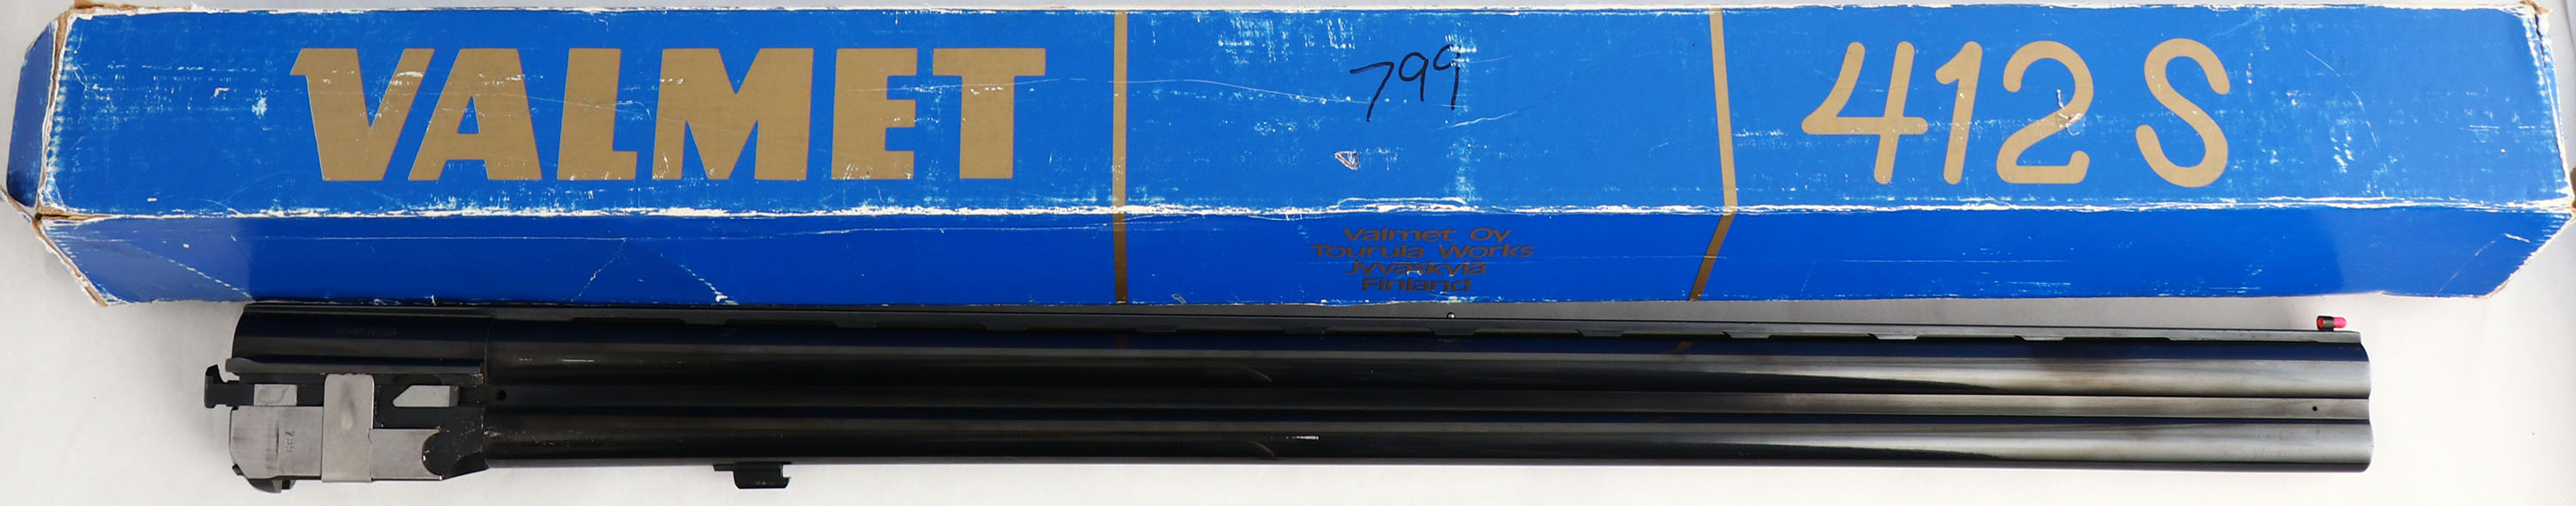 VALMET
799
412 S
Valmet Oy
Tourula Works
Jyväskylä
Finland